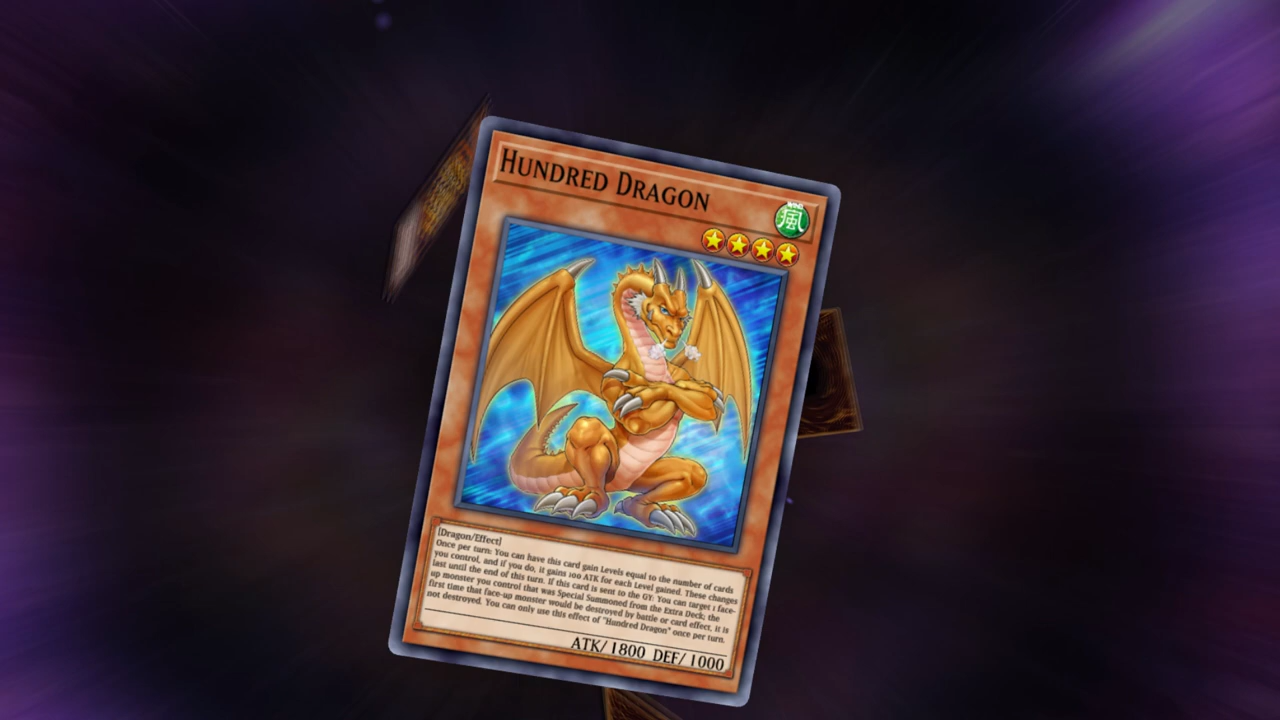 HUNDRED DRAGON
風
[Dragon/Effect]
Once per turn: You can have this card gain Levels equal to the number of cards
you control, and if you do, it gains 100 ATK for each Level gained. These changes
last until the end of this turn. If this card is sent to the GY: You can target 1 face-
up monster you control that was Special Summoned from the Extra Deck; the
first time that face-up monster would be destroyed by battle or card effect, it is
not destroyed. You can only use this effect of "Hundred Dragon" once per turn.
ATK/ 1800 DEF/ 1000